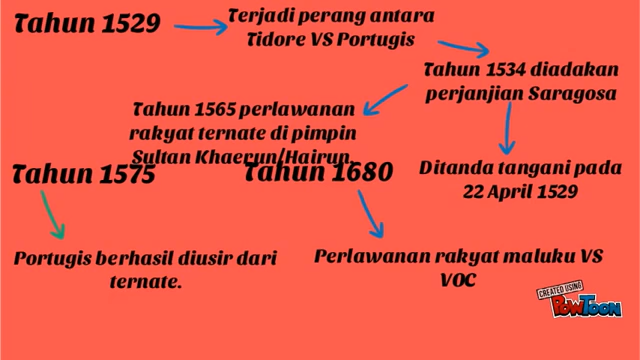 Tahun 1529
Terjadi perang antara
Tidore VS Portugis
Tahun 1534 diadakan
perjanjian Saragosa
Tahun 1565 perlawanan
rakyat ternate di pimpin
Sultan Khaerun/Hairun.
Ditanda tangani pada
22 April 1529
Tahun 1575
Portugis berhasil diusir dari
ternate.
Tahun 1680
Perlawanan rakyat maluku VS
VOC
CREATED USING
POWTOON